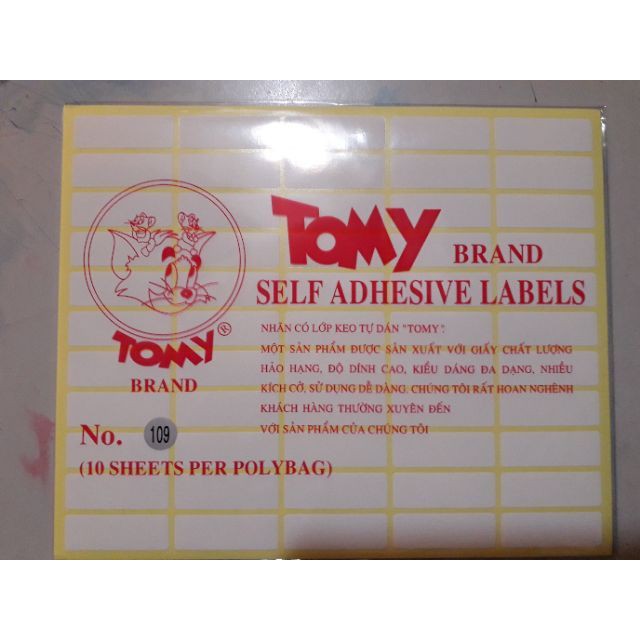 TOMY BRAND
SELF ADHESIVE LABELS
NHÃN CÓ LỚP KEO TỰ DÁN "TOMY".
MỘT SẢN PHẨM ĐƯỢC SẢN XUẤT VỚI GIẤY CHẤT LƯỢNG
HẢO HẠNG, ĐỘ DÍNH CAO, KIỂU DÁNG ĐA DẠNG, NHIỀU
KÍCH CỠ, SỬ DỤNG DỄ DÀNG, CHÚNG TÔI RẤT HOAN NGHÊNH
KHÁCH HÀNG THƯỜNG XUYÊN ĐẾN
VỚI SẢN PHẨM CỦA CHÚNG TÔI
TOMY®
BRAND
No. 109
(10 SHEETS PER POLYBAG)